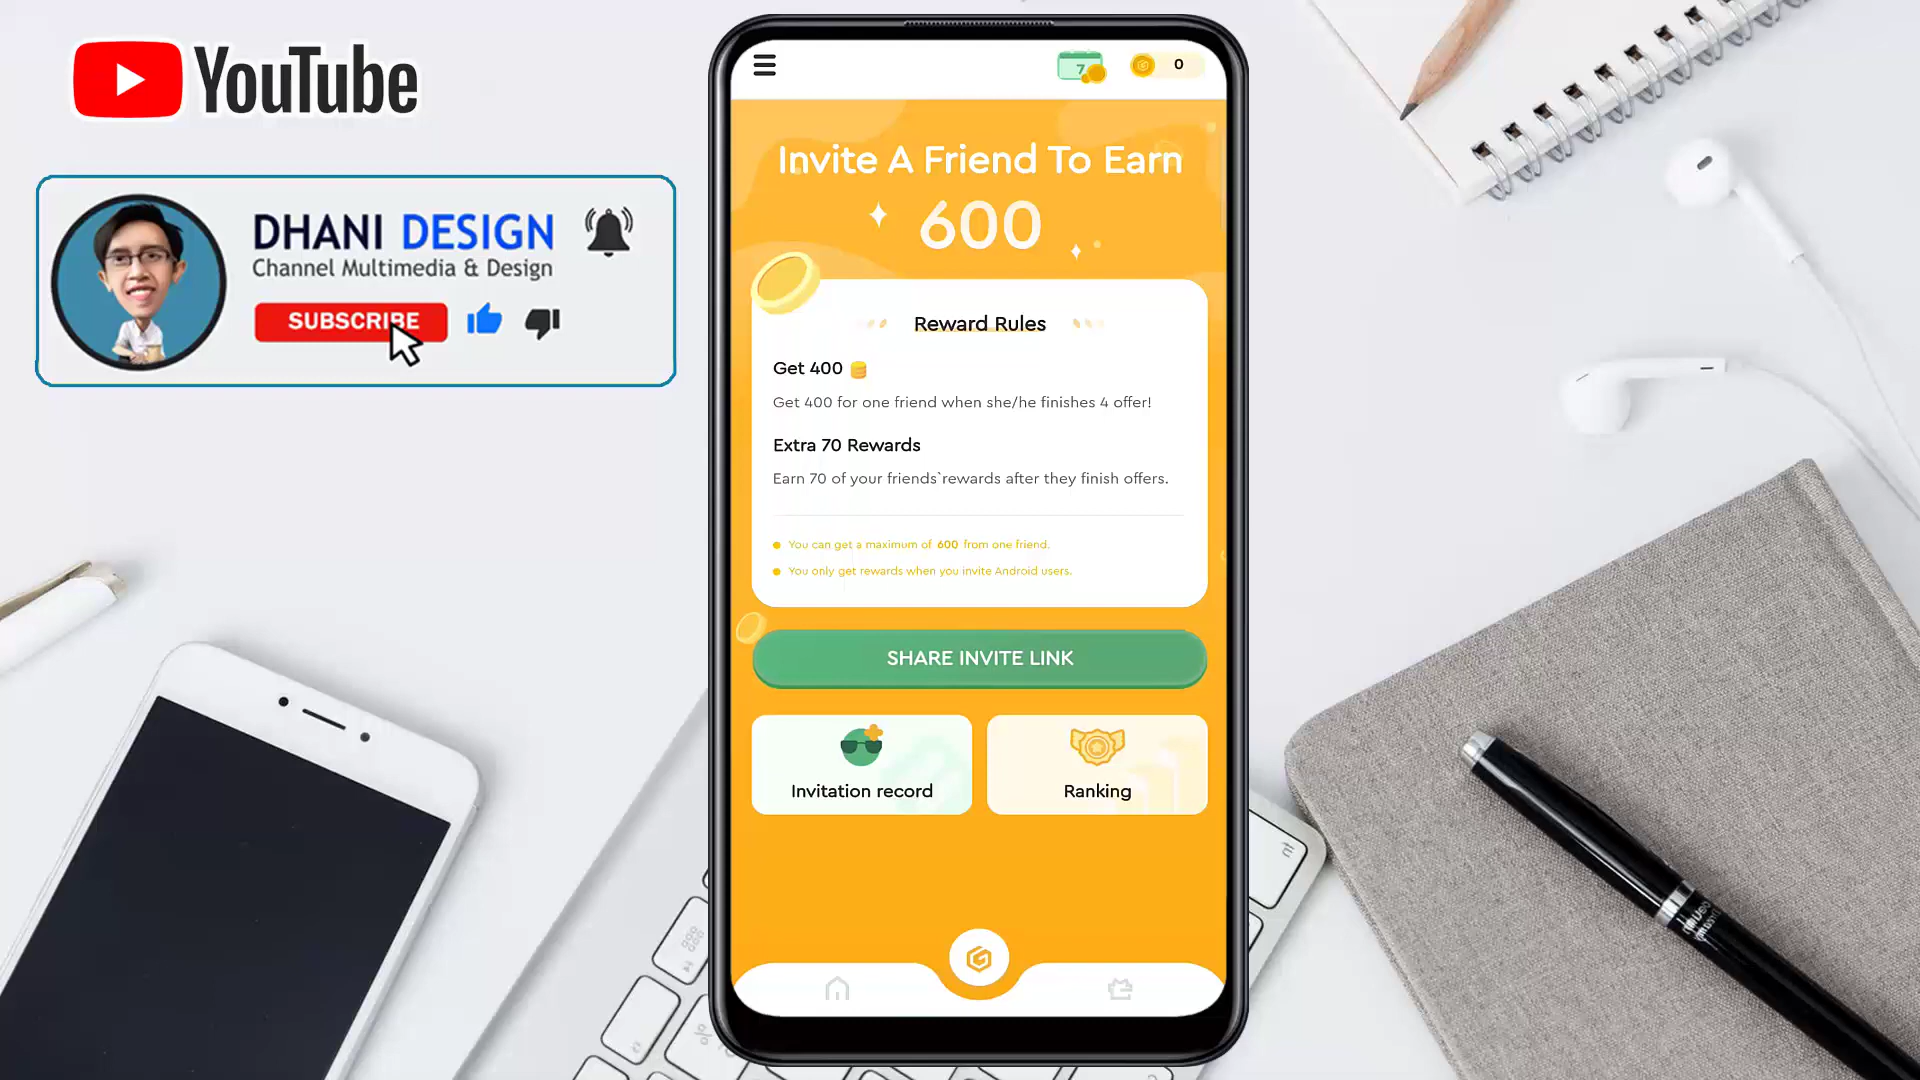 YouTube
DHANI DESIGN
Channel Multimedia & Design
SUBSCRIBE
7
0
Invite A Friend To Earn
600
Reward Rules
Get 400
Get 400 for one friend when she/he finishes 4 offer!
Extra 70 Rewards
Earn 70 of your friends`rewards after they finish offers.
You can get a maximum of 600 from one friend.
You only get rewards when you invite Android users.
SHARE INVITE LINK
Invitation record
Ranking